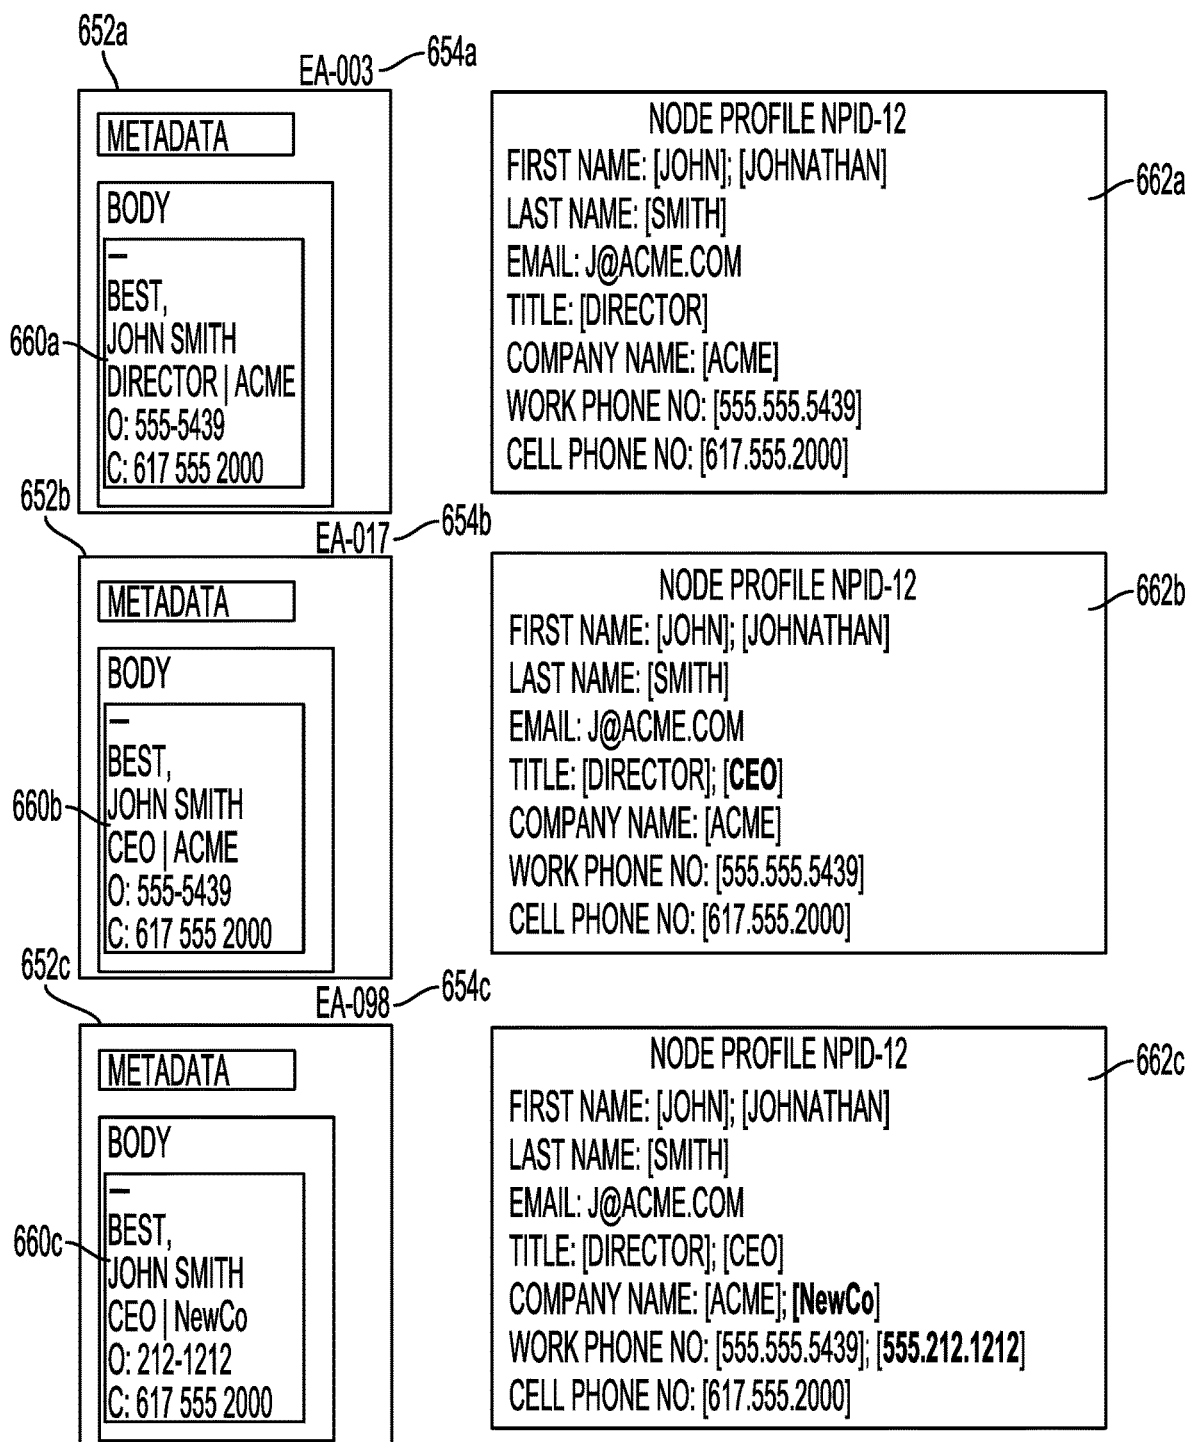 652a
EA-003
654a
METADATA
BODY
—
BEST,
JOHN SMITH
DIRECTOR | ACME
O: 555-5439
C: 617 555 2000
660a
NODE PROFILE NPID-12
FIRST NAME: [JOHN]; [JOHNATHAN]
LAST NAME: [SMITH]
EMAIL: J@ACME.COM
TITLE: [DIRECTOR]
COMPANY NAME: [ACME]
WORK PHONE NO: [555.555.5439]
CELL PHONE NO: [617.555.2000]
662a
652b
EA-017
654b
METADATA
BODY
—
BEST,
JOHN SMITH
CEO | ACME
O: 555-5439
C: 617 555 2000
660b
NODE PROFILE NPID-12
FIRST NAME: [JOHN]; [JOHNATHAN]
LAST NAME: [SMITH]
EMAIL: J@ACME.COM
TITLE: [DIRECTOR]; [CEO]
COMPANY NAME: [ACME]
WORK PHONE NO: [555.555.5439]
CELL PHONE NO: [617.555.2000]
662b
652c
EA-098
654c
METADATA
BODY
—
BEST,
JOHN SMITH
CEO | NewCo
O: 212-1212
C: 617 555 2000
660c
NODE PROFILE NPID-12
FIRST NAME: [JOHN]; [JOHNATHAN]
LAST NAME: [SMITH]
EMAIL: J@ACME.COM
TITLE: [DIRECTOR]; [CEO]
COMPANY NAME: [ACME]; [NewCo]
WORK PHONE NO: [555.555.5439]; [555.212.1212]
CELL PHONE NO: [617.555.2000]
662c